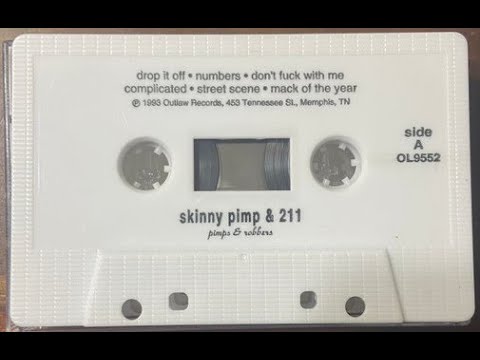 drop it off • numbers • don't fuck with me
complicated • street scene • mack of the year
℗ 1993 Outlaw Records, 453 Tennessee St., Memphis, TN
side
A
OL9552
skinny pimp & 211
pimps & robbers